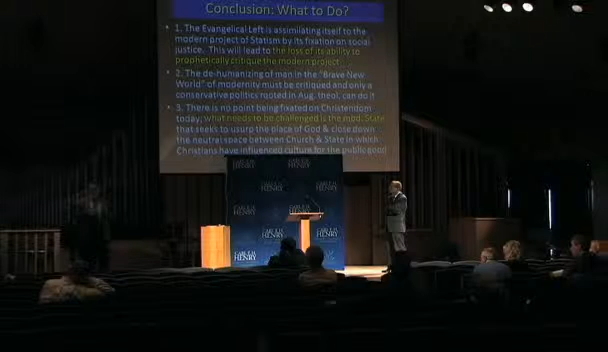 Conclusion: What to Do?
1. The Evangelical Left is assimilating itself to the
modern project of Statism by its fixation on social
justice. This will lead to the loss of its ability to
prophetically critique the modern project
2. The de-humanizing of man in the "Brave New
World" of modernity must be critiqued and only a
conservative politics rooted in Aug. theol. can do it
3. There is no point being fixated on Christendom
today; what needs to be challenged is the mod. State
that seeks to usurp the place of God & close down
the neutral space between Church & State in which
Christians have influenced culture for the public good
CARL F. H.
HENRY
CARL F. H.
HENRY